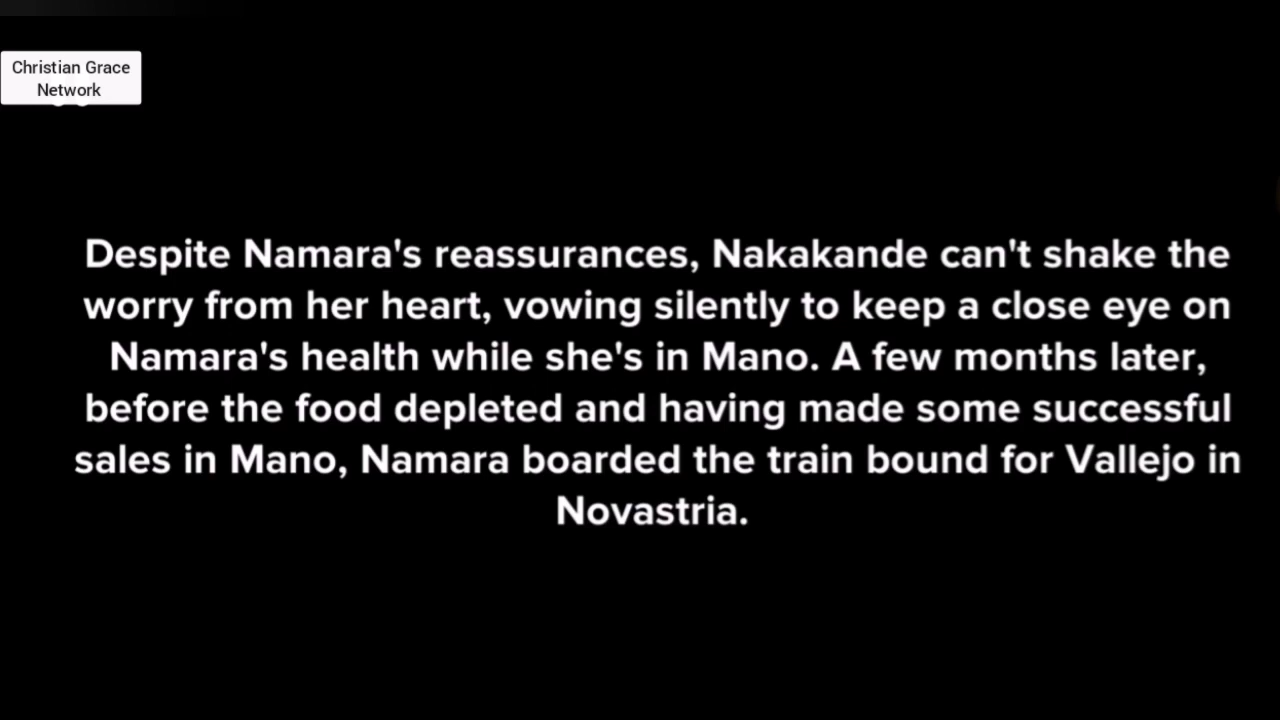 Christian Grace
Network
Despite Namara's reassurances, Nakakande can't shake the
worry from her heart, vowing silently to keep a close eye on
Namara's health while she's in Mano. A few months later,
before the food depleted and having made some successful
sales in Mano, Namara boarded the train bound for Vallejo in
Novastria.